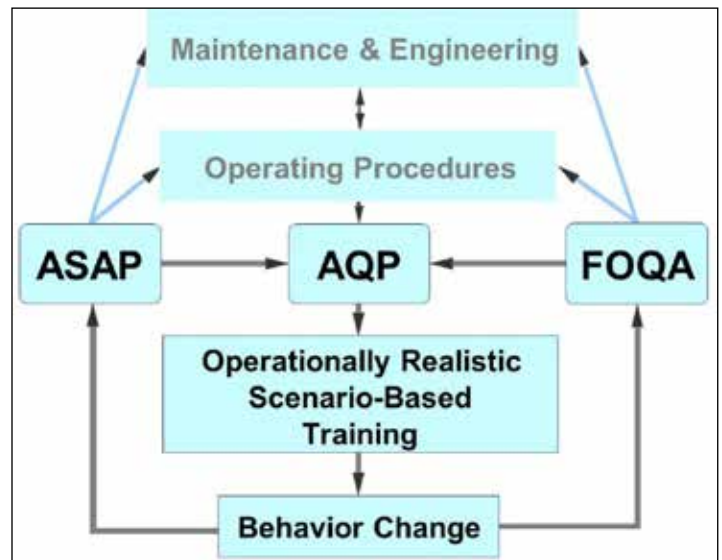 Maintenance & Engineering
Operating Procedures
ASAP
AQP
FOQA
Operationally Realistic
Scenario-Based
Training
Behavior Change